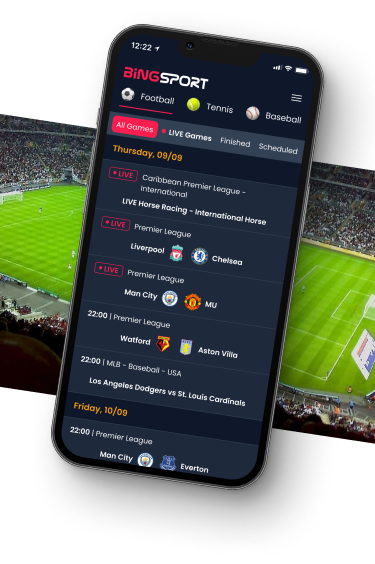 12:22
BiNGSPORT
Football Tennis Baseball
All Games LIVE Games Finished Scheduled
Thursday, 09/09
LIVE Caribbean Premier League -
International
LIVE Horse Racing - International Horse
LIVE Premier League
Liverpool Chelsea
LIVE Premier League
Man City MU
22:00 | Premier League
Watford Aston Villa
22:00 | MLB - Baseball - USA
Los Angeles Dodgers vs St. Louis Cardinals
Friday, 10/09
22:00 | Premier League
Man City Everton